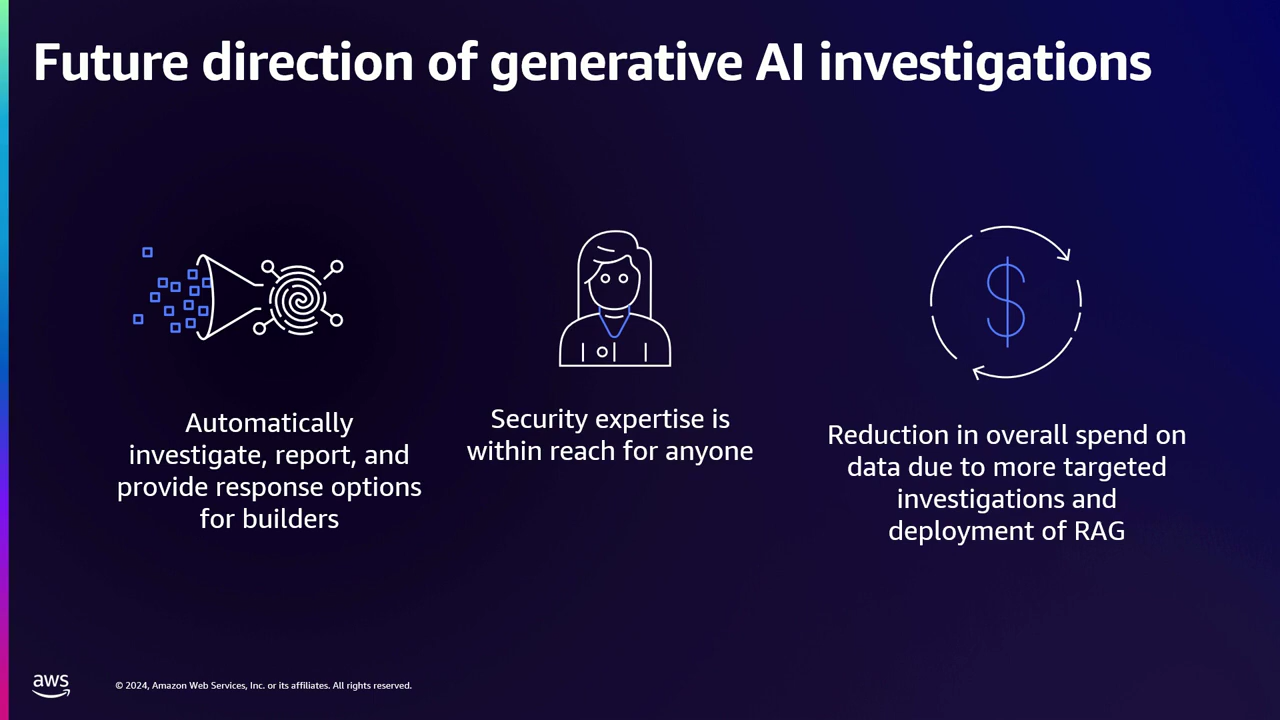 Future direction of generative AI investigations
Automatically
investigate, report, and
provide response options
for builders
Security expertise is
within reach for anyone
Reduction in overall spend on
data due to more targeted
investigations and
deployment of RAG
aws
© 2024, Amazon Web Services, Inc. or its affiliates. All rights reserved.